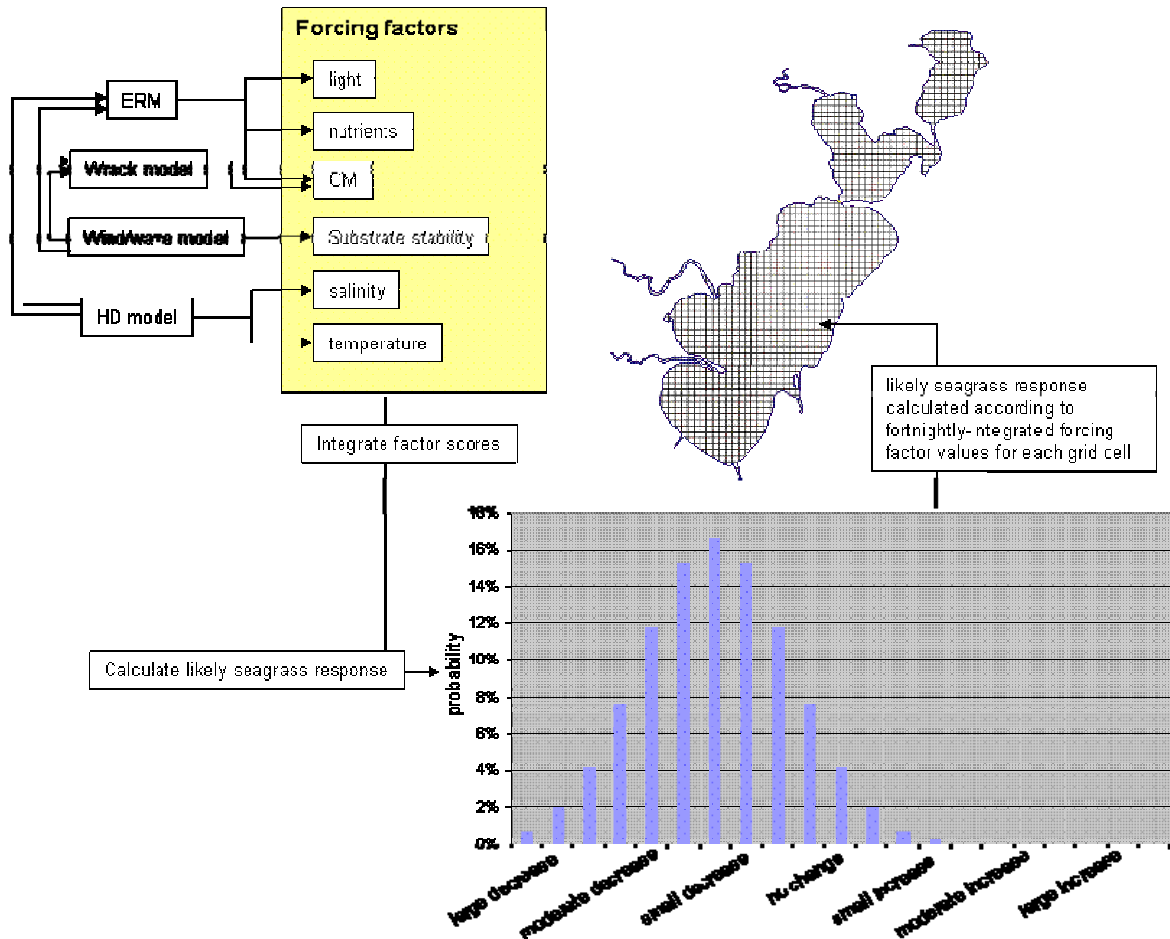 Forcing factors
ERM
light
nutrients
Wrack model
CM
Wind/wave model
Substrate stability
HD model
salinity
temperature
Integrate factor scores
likely seagrass response
calculated according to
fortnightly-integrated forcing
factor values for each grid cell
Calculate likely seagrass response
probability
18%
16%
14%
12%
10%
8%
6%
4%
2%
0%
large decrease
moderate decrease
small decrease
no change
small increase
moderate increase
large increase